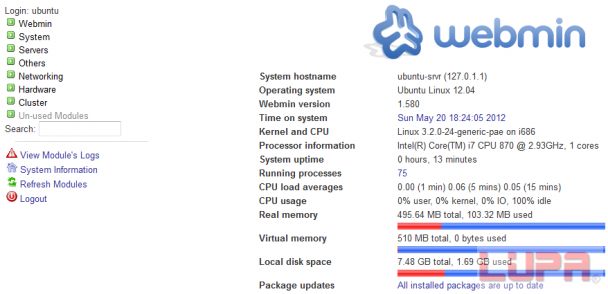 Login: ubuntu
Webmin
System
Servers
Others
Networking
Hardware
Cluster
Un-used Modules
Search:
View Module's Logs
System Information
Refresh Modules
Logout
webmin
System hostname ubuntu-srvr (127.0.1.1)
Operating system Ubuntu Linux 12.04
Webmin version 1.580
Time on system Sun May 20 18:24:05 2012
Kernel and CPU Linux 3.2.0-24-generic-pae on i686
Processor information Intel(R) Core(TM) i7 CPU 870 @ 2.93GHz, 1 cores
System uptime 0 hours, 13 minutes
Running processes 75
CPU load averages 0.00 (1 min) 0.06 (5 mins) 0.05 (15 mins)
CPU usage 0% user, 0% kernel, 0% IO, 100% idle
Real memory 495.64 MB total, 103.32 MB used
Virtual memory 510 MB total, 0 bytes used
Local disk space 7.48 GB total, 1.69 GB used
Package updates All installed packages are up to date
LUPA